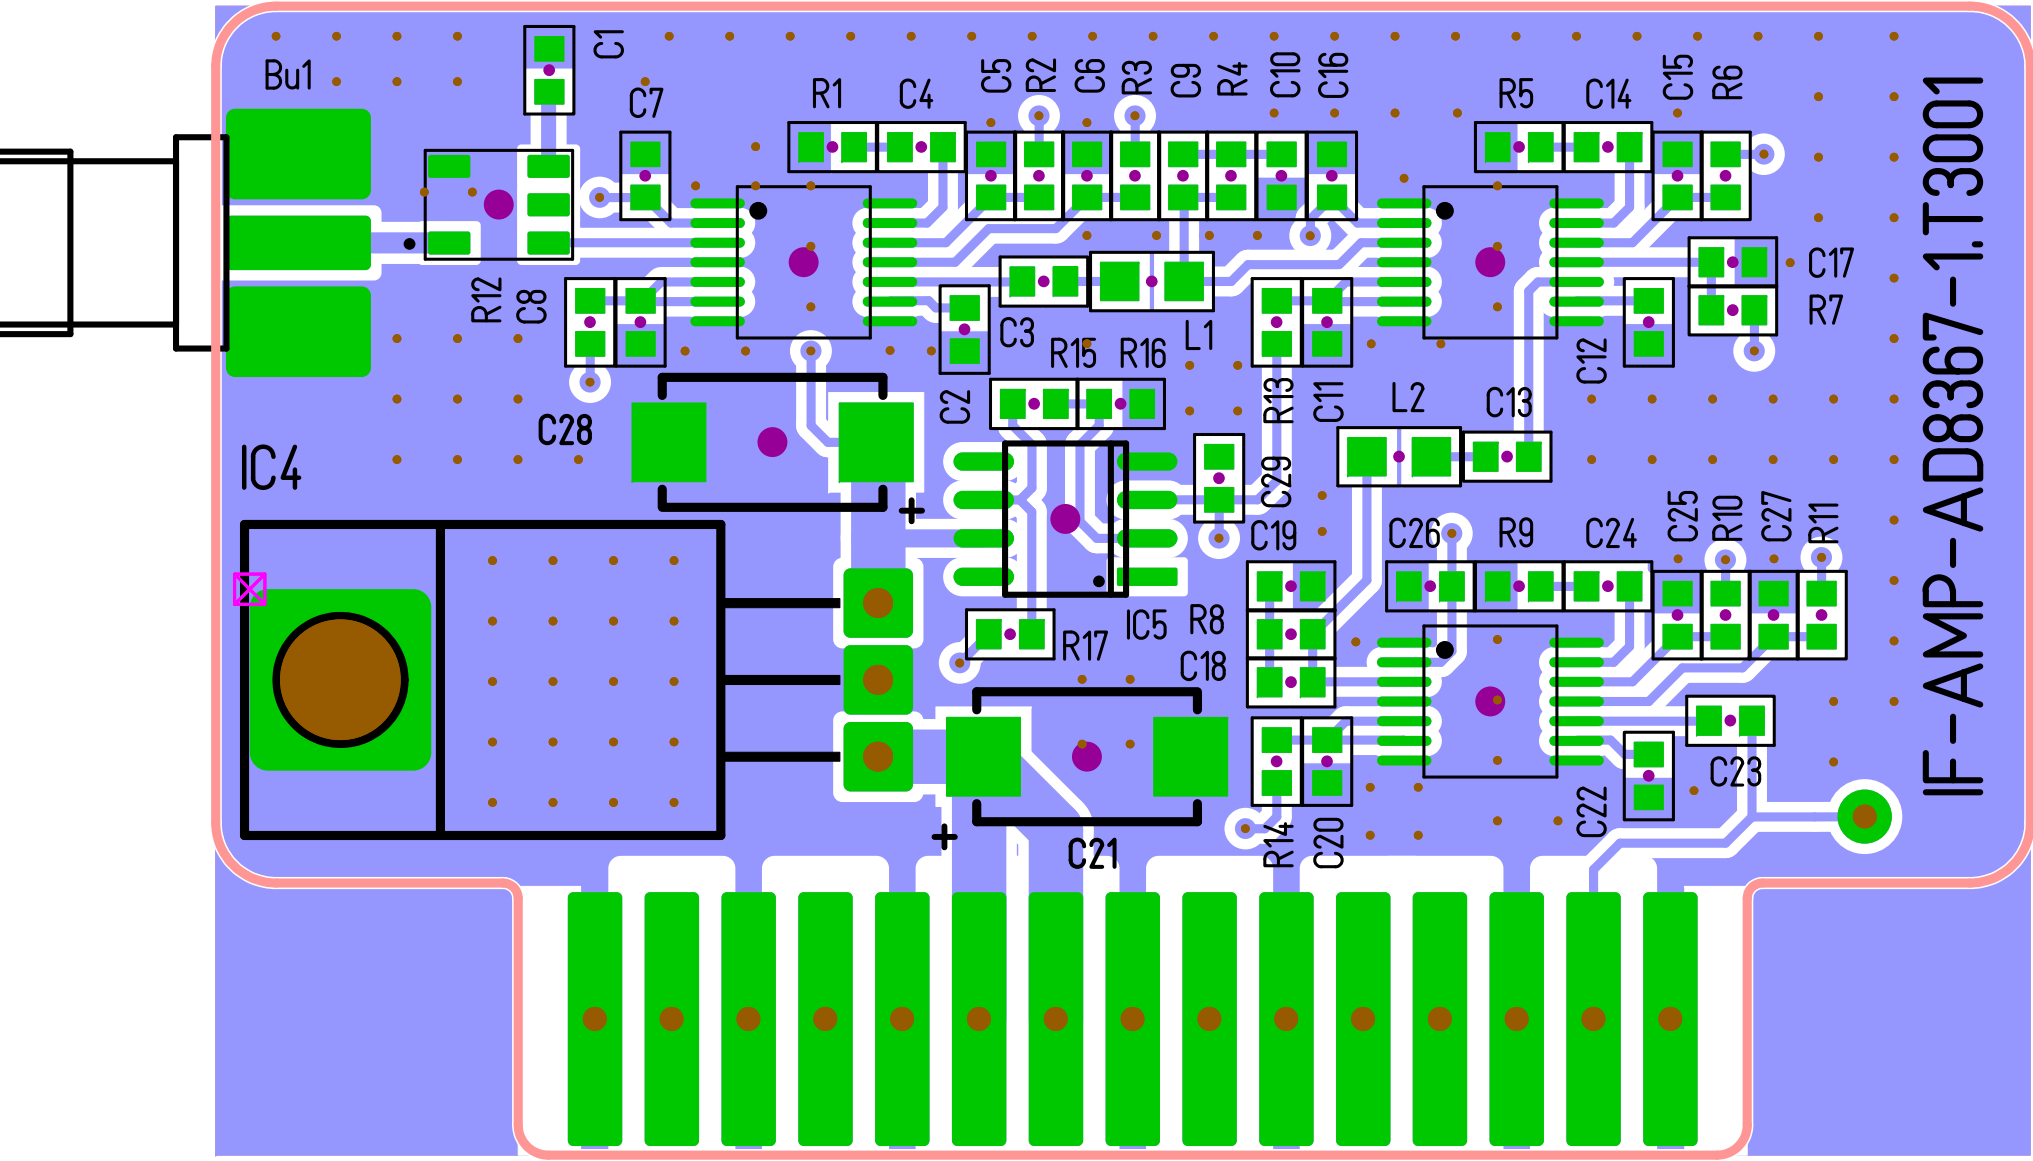 C1
Bu1
C7
R1
C4
C5
R2
C6
R3
C9
R4
C10
C16
R5
C14
C15
R6
R12
C8
C3
L1
C17
R7
C12
R15
R16
C2
R13
C11
L2
C13
C28
+
IC4
C29
C19
C26
R9
C24
C25
R10
C27
R11
IC5
R8
R17
C18
C23
C22
+
C21
R14
C20
IF-AMP-AD8367-1.T3001